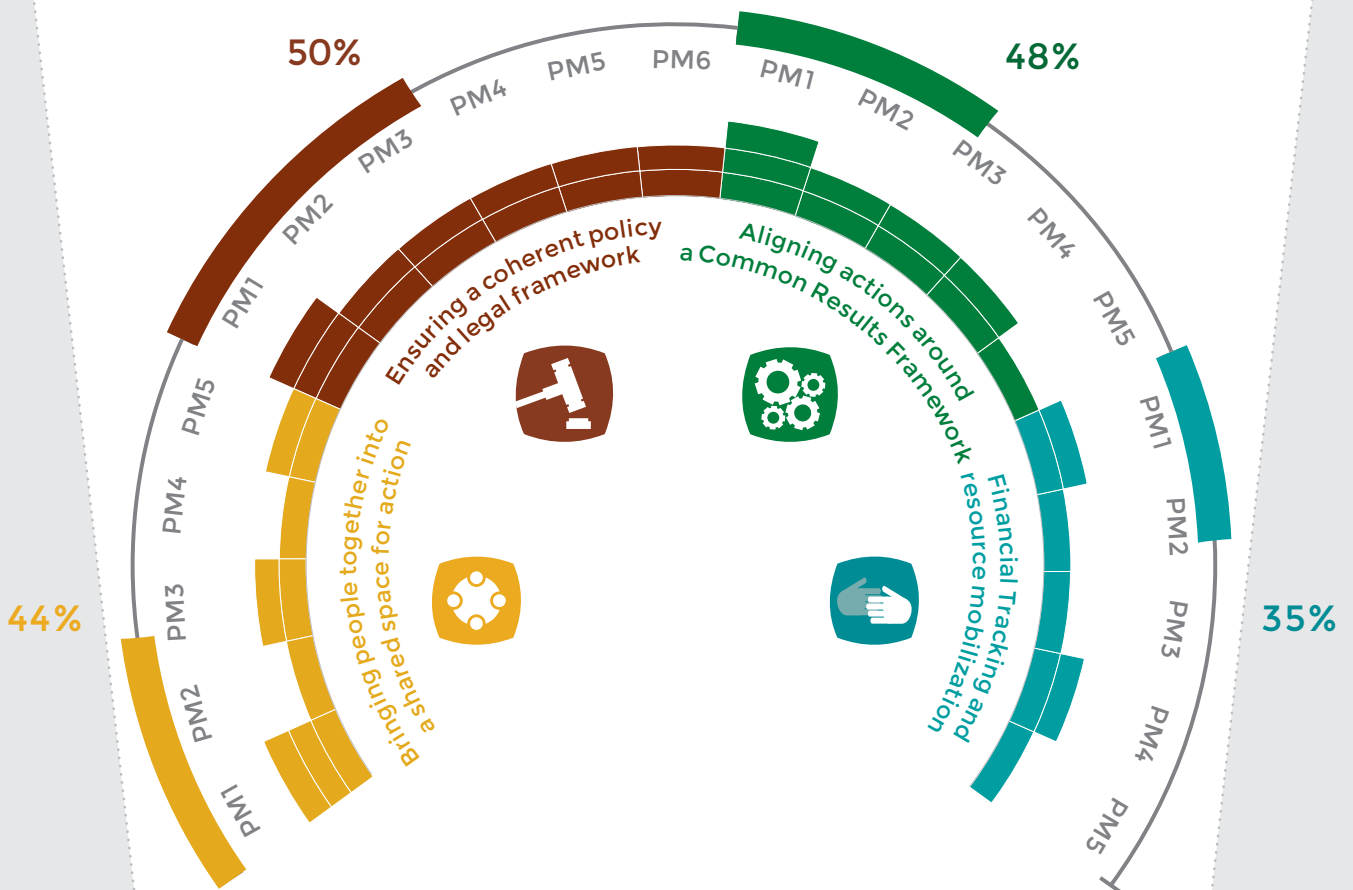 44%
PM1
PM2
PM3
PM4
PM5
Bringing people together into
a shared space for action
50%
PM1
PM2
PM3
PM4
PM5
PM6
Ensuring a coherent policy
and legal framework
48%
PM1
PM2
PM3
PM4
PM5
Aligning actions around
a Common Results Framework
35%
PM1
PM2
PM3
PM4
PM5
Financial Tracking and
resource mobilization